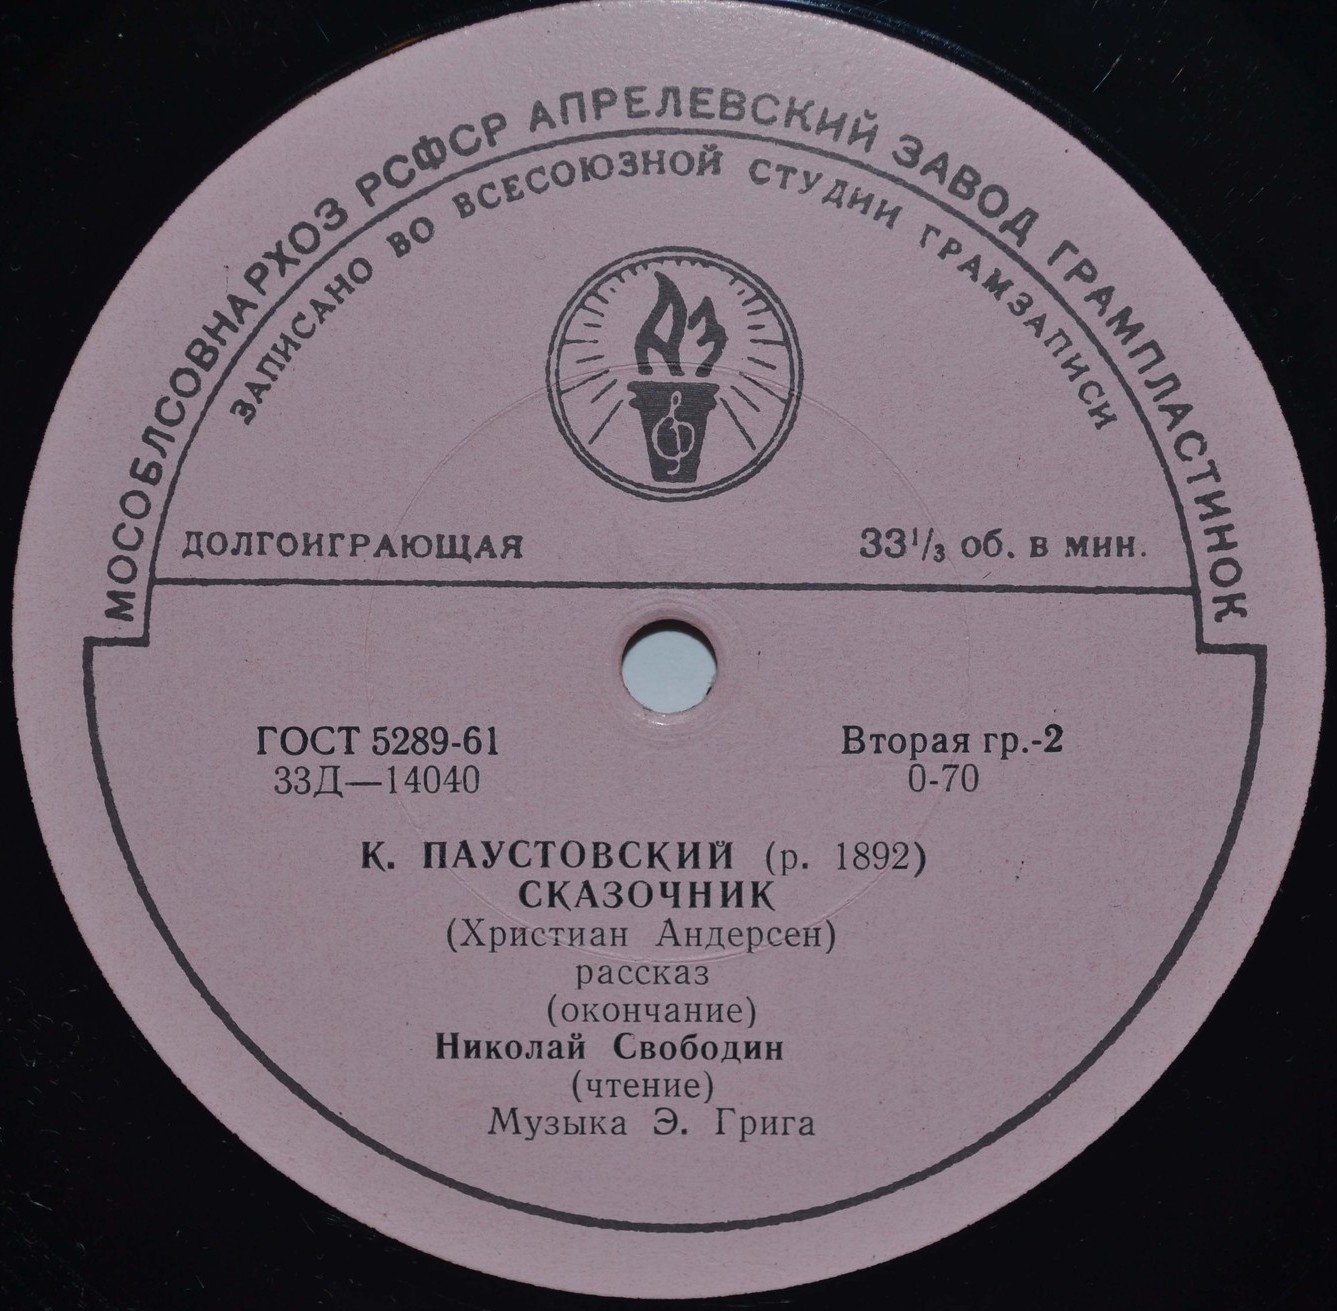 МОСОБЛСОВНАРХОЗ РСФСР АПРЕЛЕВСКИЙ ЗАВОД ГРАМПЛАСТИНОК
ЗАПИСАНО ВО ВСЕСОЮЗНОЙ СТУДИИ ГРАМЗАПИСИ
АЗ
ДОЛГОИГРАЮЩАЯ 33⅓ об. в мин.
ГОСТ 5289-61 Вторая гр.-2
33Д—14040 0-70
К. ПАУСТОВСКИЙ (р. 1892)
СКАЗОЧНИК
(Христиан Андерсен)
рассказ
(окончание)
Николай Свободин
(чтение)
Музыка Э. Грига